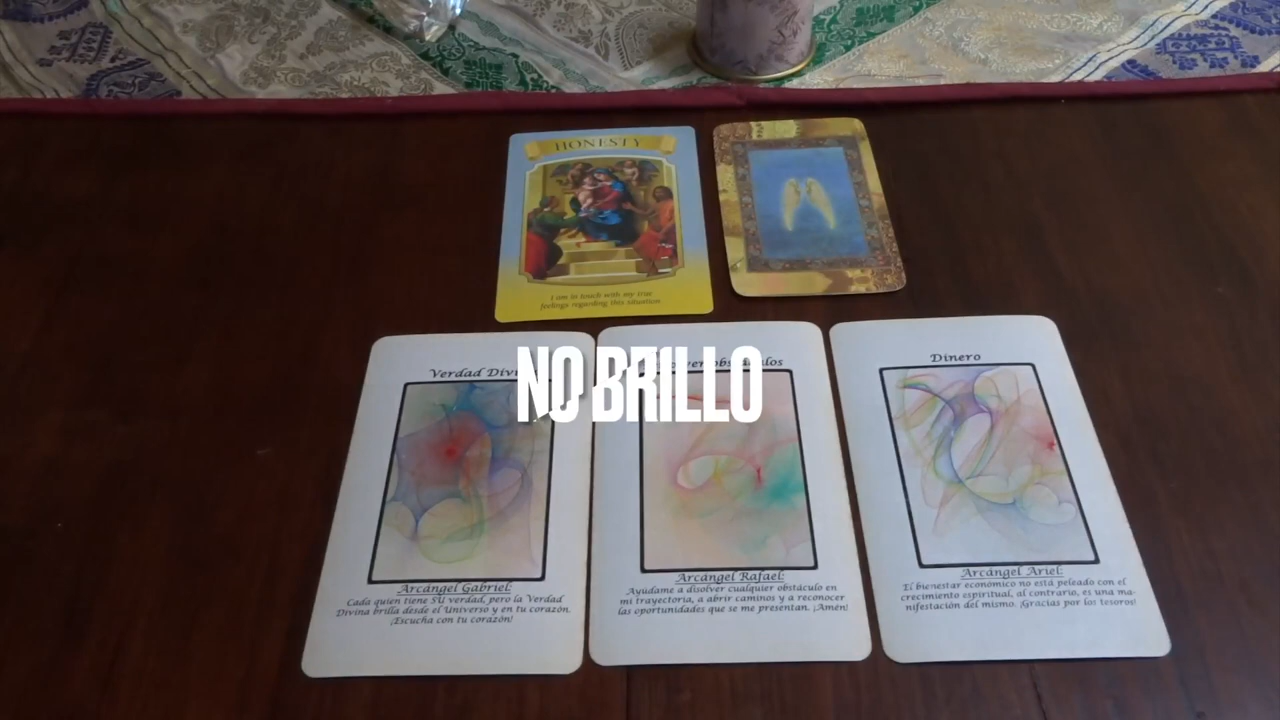 HONESTY
I am in touch with my true
feelings regarding this situation
NO BRILLO
Verdad
Dinero
Arcángel Gabriel:
Cada quien tiene SU verdad, pero la Verdad
Divina brilla desde el Universo y en tu corazón.
¡Escucha con tu corazón!
Arcángel Rafael:
Ayúdame a disolver cualquier obstáculo en
mi trayectoria, a abrir caminos y a reconocer
las oportunidades que se me presentan. ¡Amén!
Arcángel Ariel:
El bienestar económico no está peleado con el
crecimiento espiritual, al contrario, es una ma-
nifestación del mismo. ¡Gracias por los tesoros!